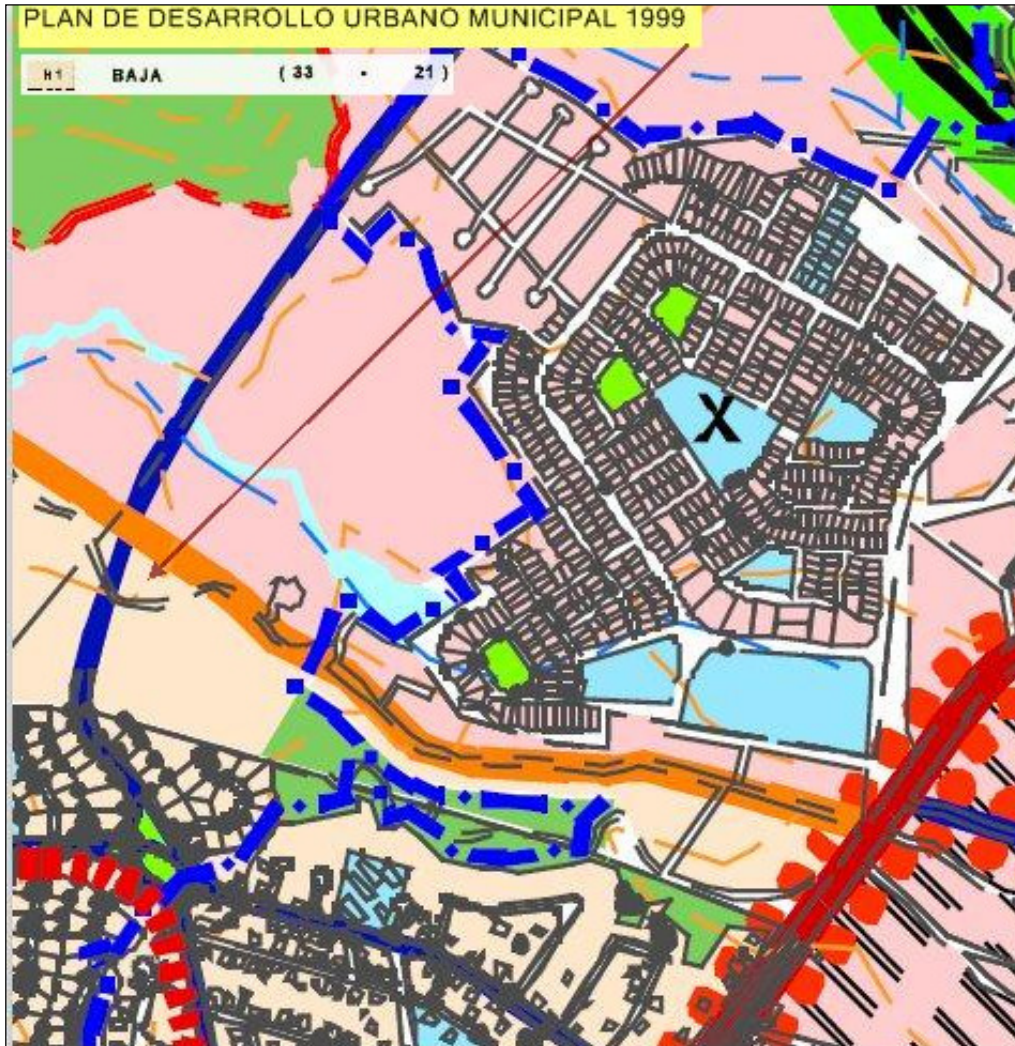 PLAN DE DESARROLLO URBANO MUNICIPAL 1999
H1 BAJA (33 - 21)
X